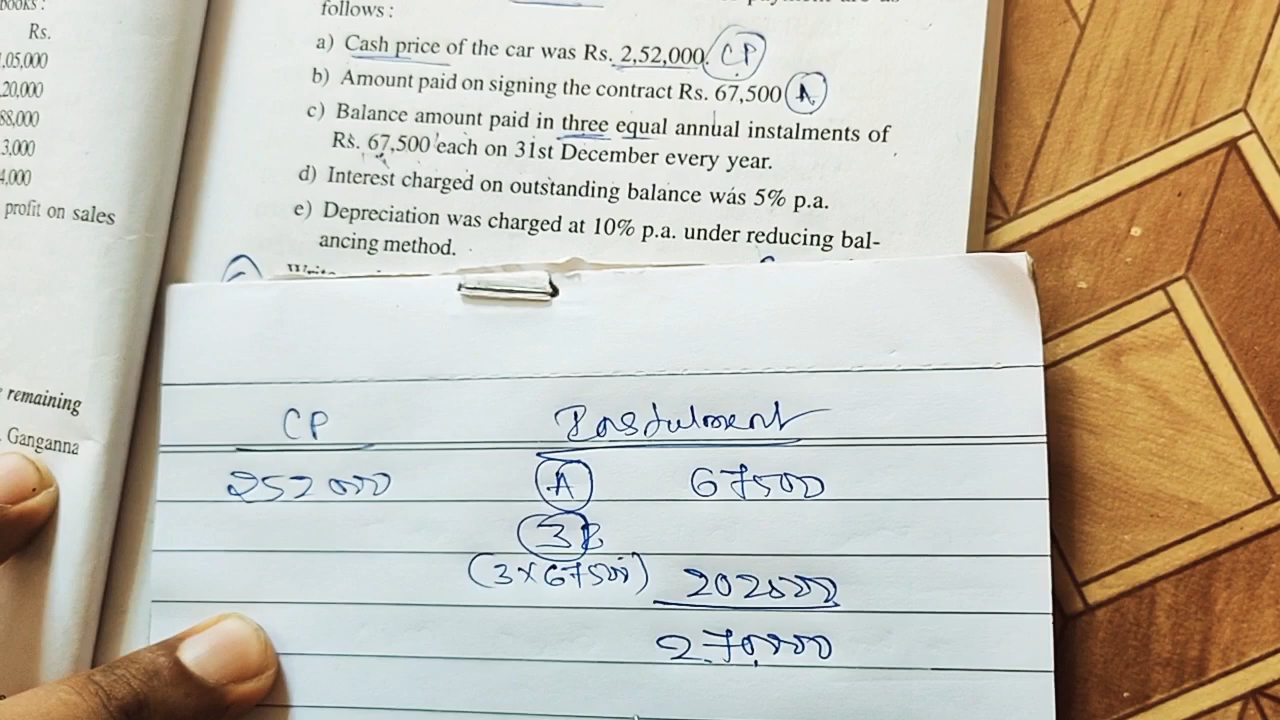 BOOKS :
Rs.
,05,000
20,000
88,000
3,000
4,000
profit on sales
remaining
Ganganna
follows :
a) Cash price of the car was Rs. 2,52,000. CP
b) Amount paid on signing the contract Rs. 67,500 A
c) Balance amount paid in three equal annual instalments of
Rs. 67,500 each on 31st December every year.
d) Interest charged on outstanding balance was 5% p.a.
e) Depreciation was charged at 10% p.a. under reducing bal-
ancing method.
CP Instalment
252000 A 67500
3I
(3×67500) 202500
270000